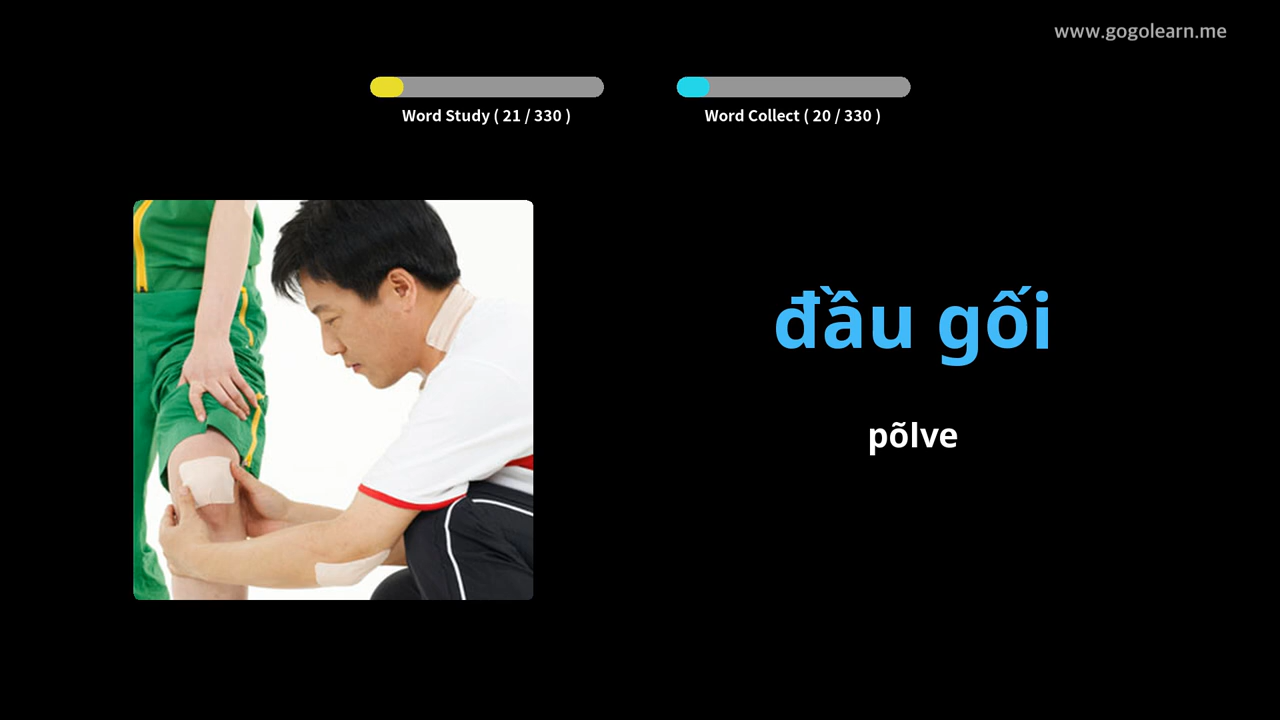 www.gogolearn.me
Word Study ( 21 / 330 )
Word Collect ( 20 / 330 )
đầu gối
põlve